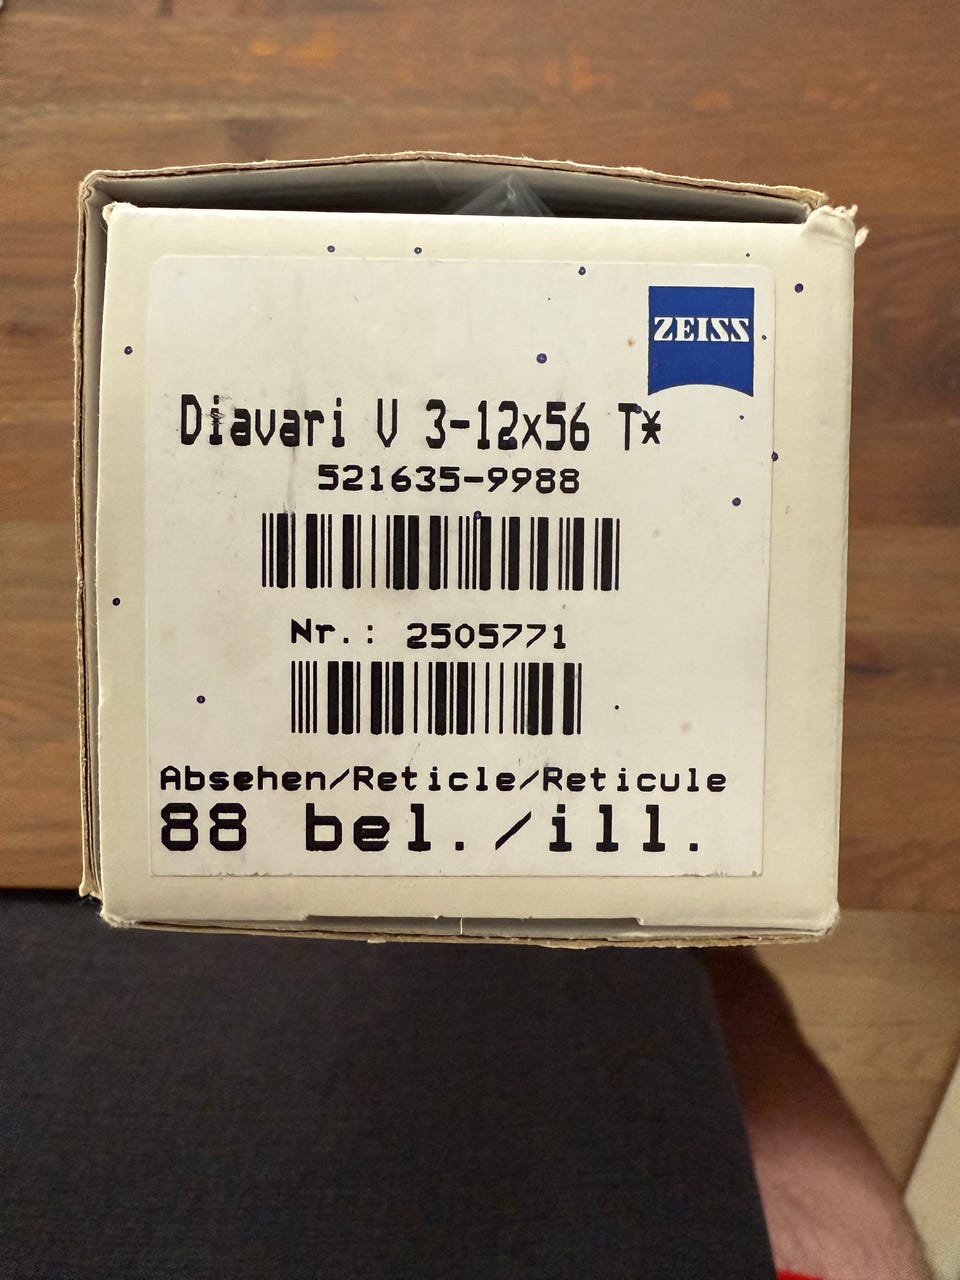 ZEISS
Diavari V 3-12x56 T*
521635-9988
Nr.: 2505771
Absehen/Reticle/Reticule
88 bel./ill.